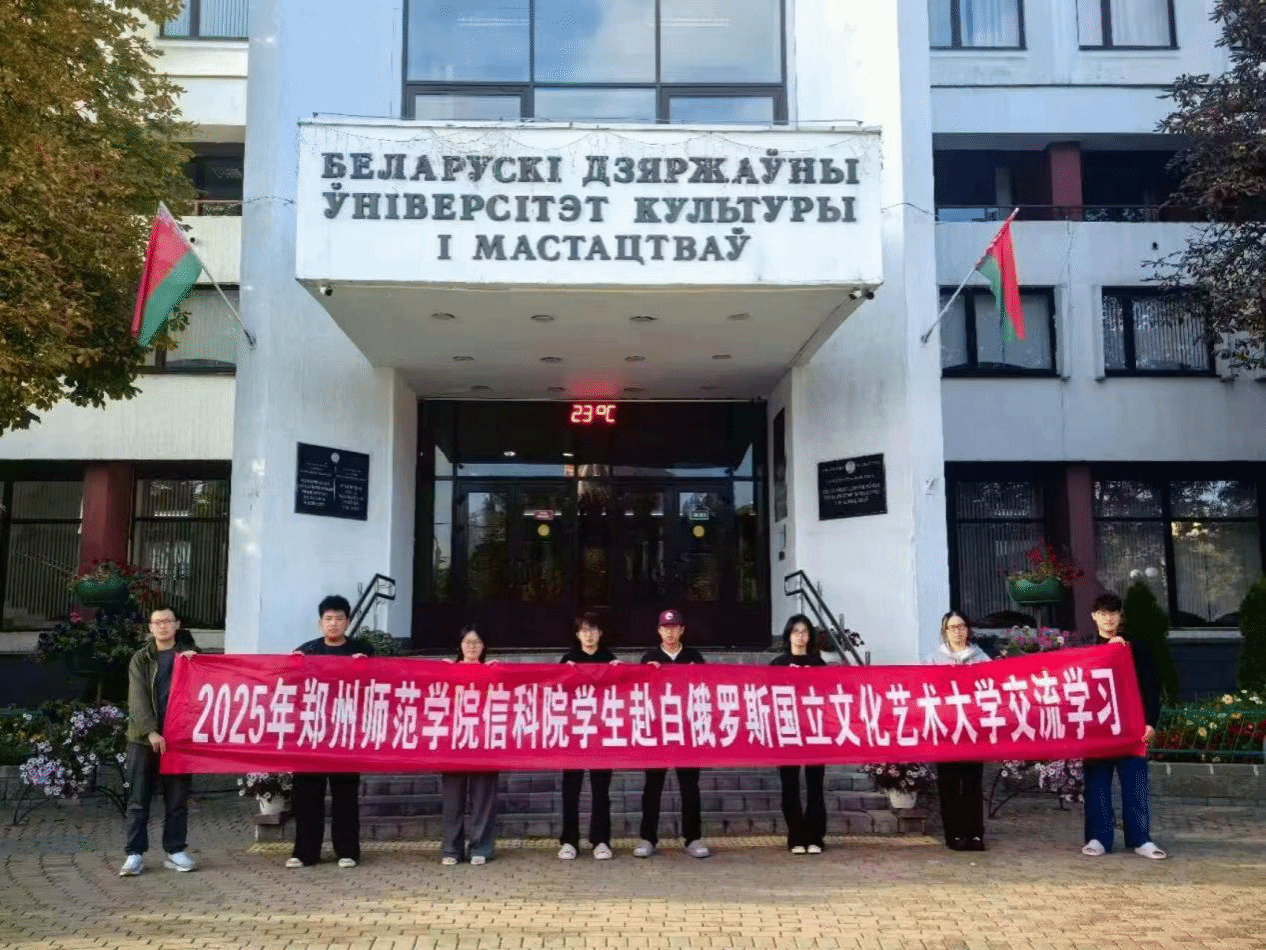 БЕЛАРУСКІ ДЗЯРЖАЎНЫ
ЎНІВЕРСІТЭТ КУЛЬТУРЫ
І МАСТАЦТВАЎ
23°C
2025年郑州师范学院信科院学生赴白俄罗斯国立文化艺术大学交流学习